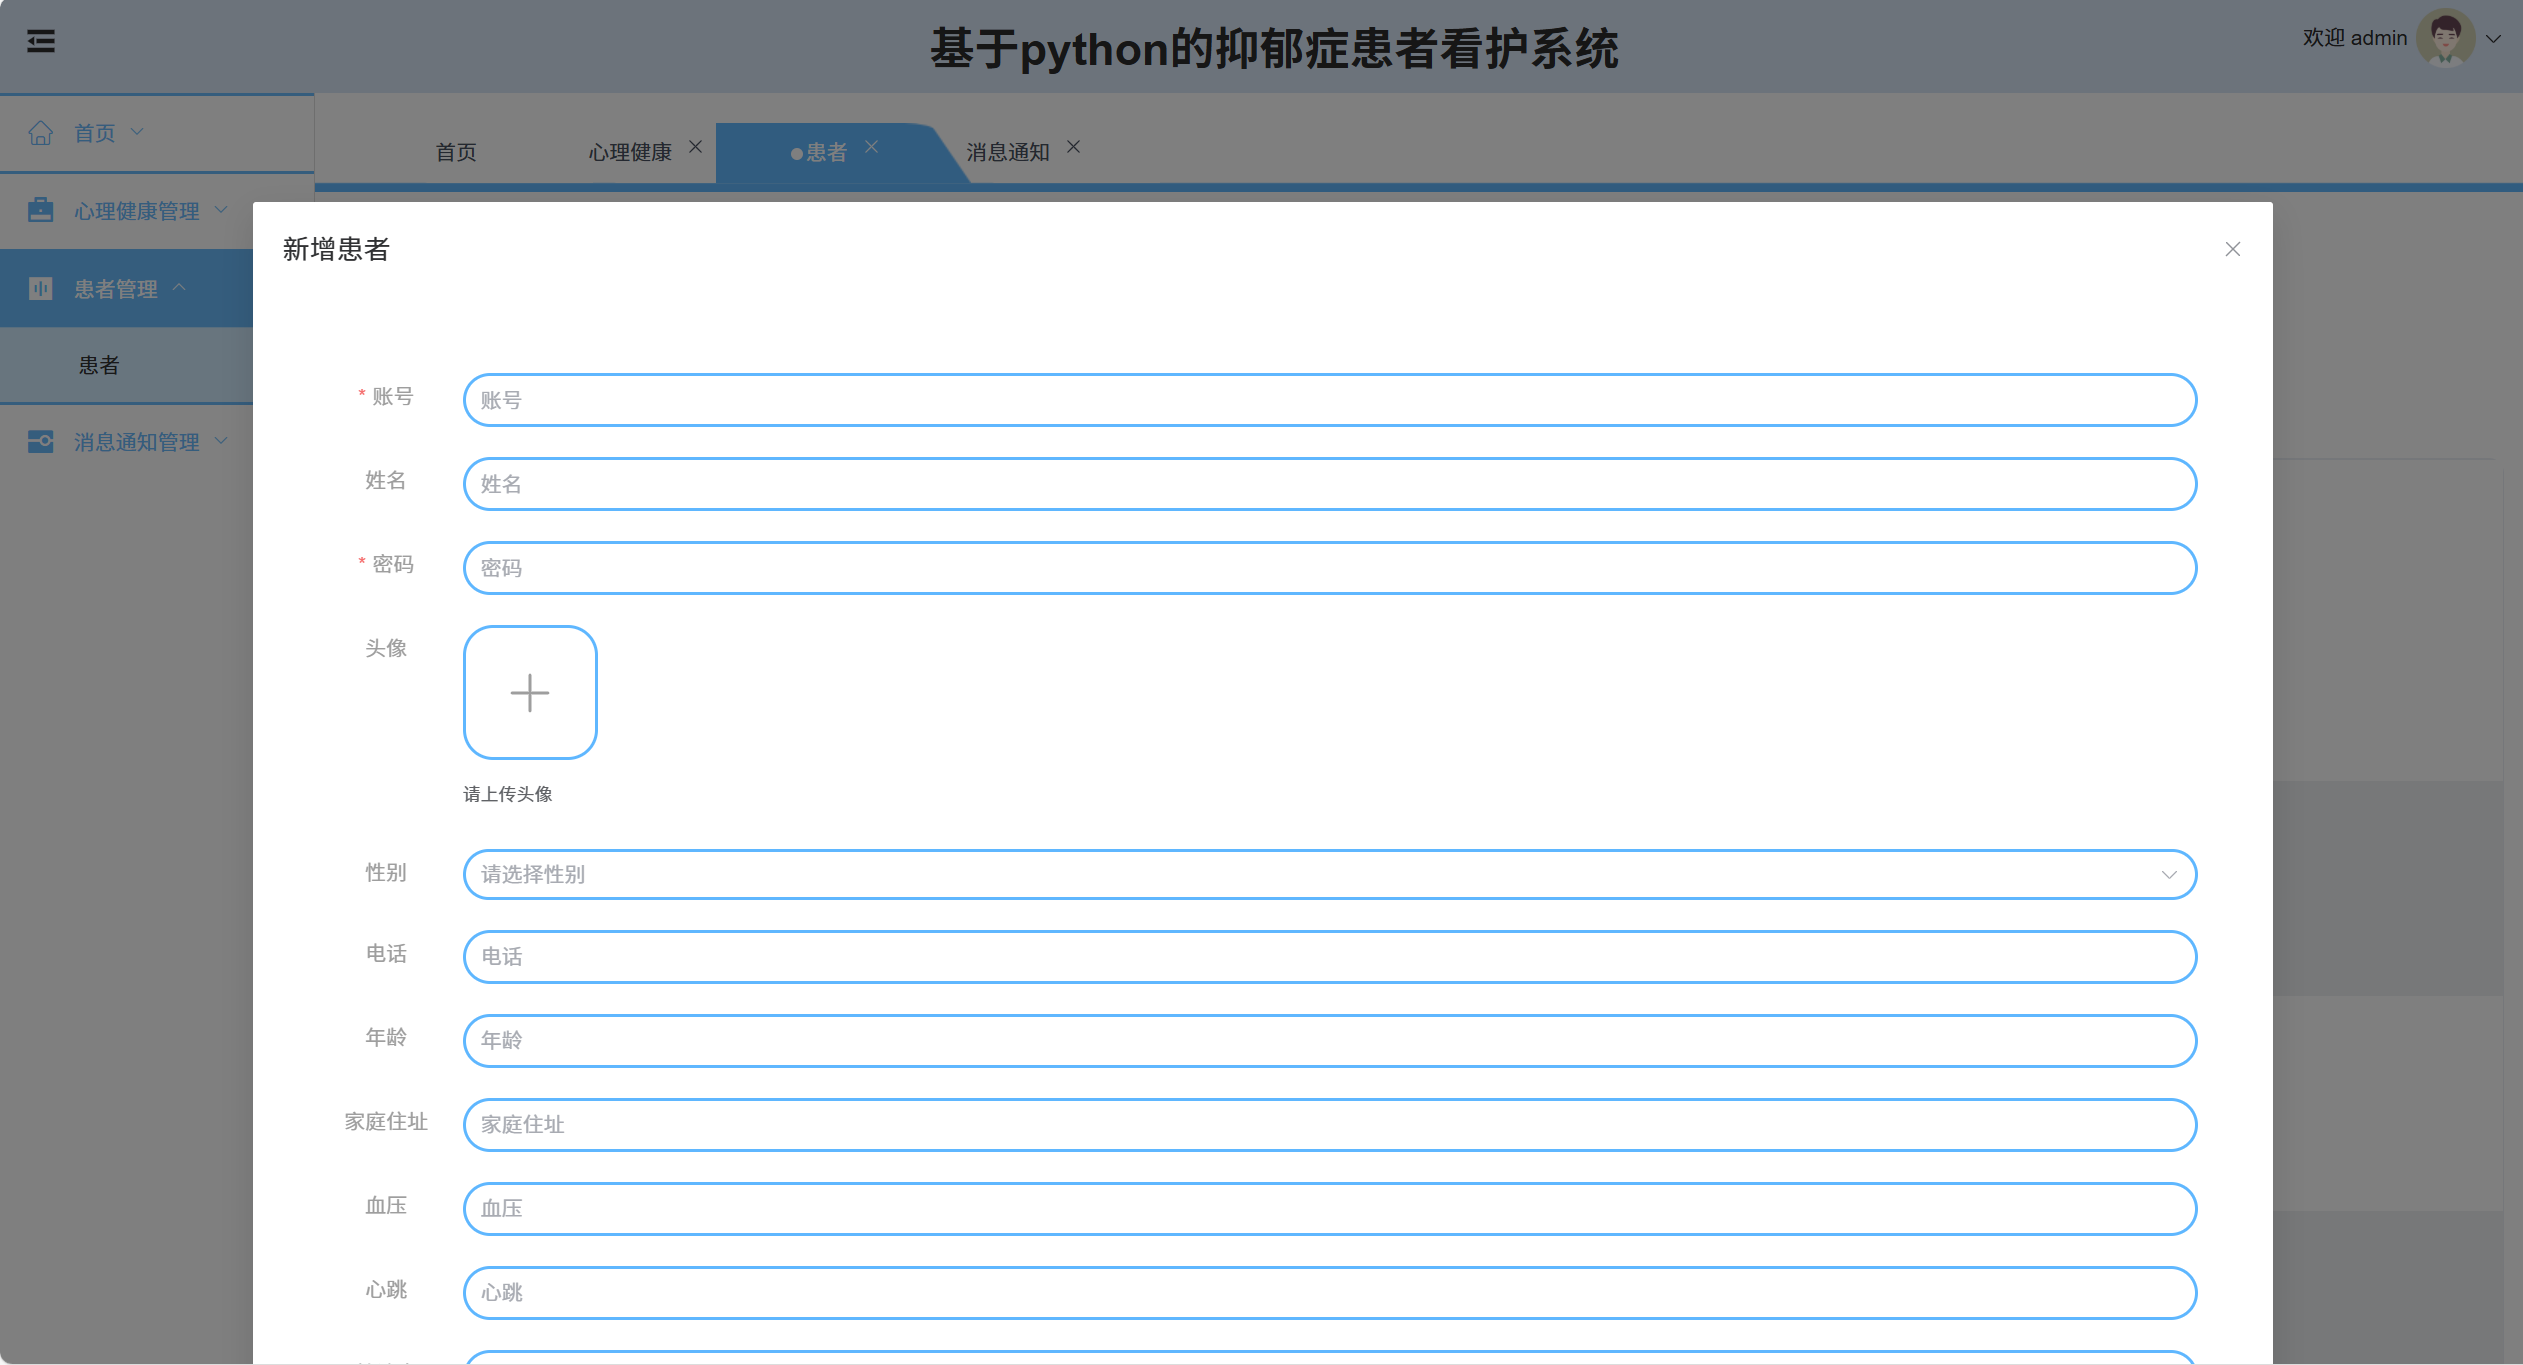 基于python的抑郁症患者看护系统
欢迎 admin
首页
心理健康管理
患者管理
患者
消息通知管理
首页
心理健康
患者
消息通知
新增患者
* 账号
账号
姓名
姓名
* 密码
密码
头像
请上传头像
性别
请选择性别
电话
电话
年龄
年龄
家庭住址
家庭住址
血压
血压
心跳
心跳